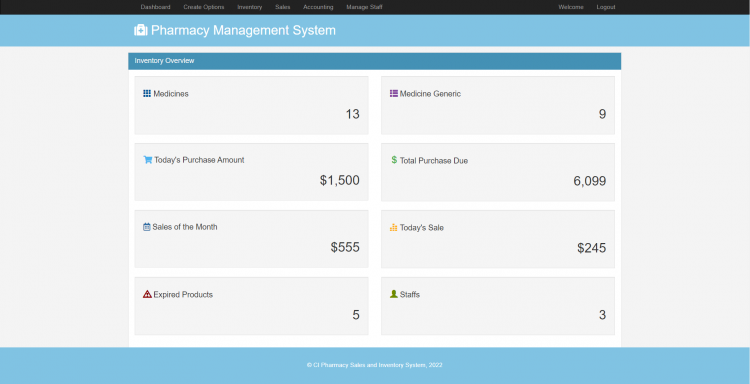 Dashboard Create Options Inventory Sales Accounting Manage Staff Welcome Logout
Pharmacy Management System
Inventory Overview
Medicines
13
Medicine Generic
9
Today's Purchase Amount
$1,500
$ Total Purchase Due
6,099
Sales of the Month
$555
Today's Sale
$245
Expired Products
5
Staffs
3
© CI Pharmacy Sales and Inventory System, 2022